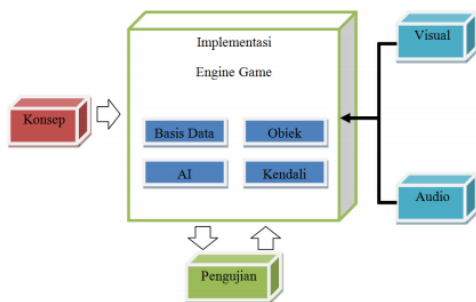 Implementasi
Engine Game
Visual
Konsep
Basis Data
Obiek
AI
Kendali
Audio
Pengujian